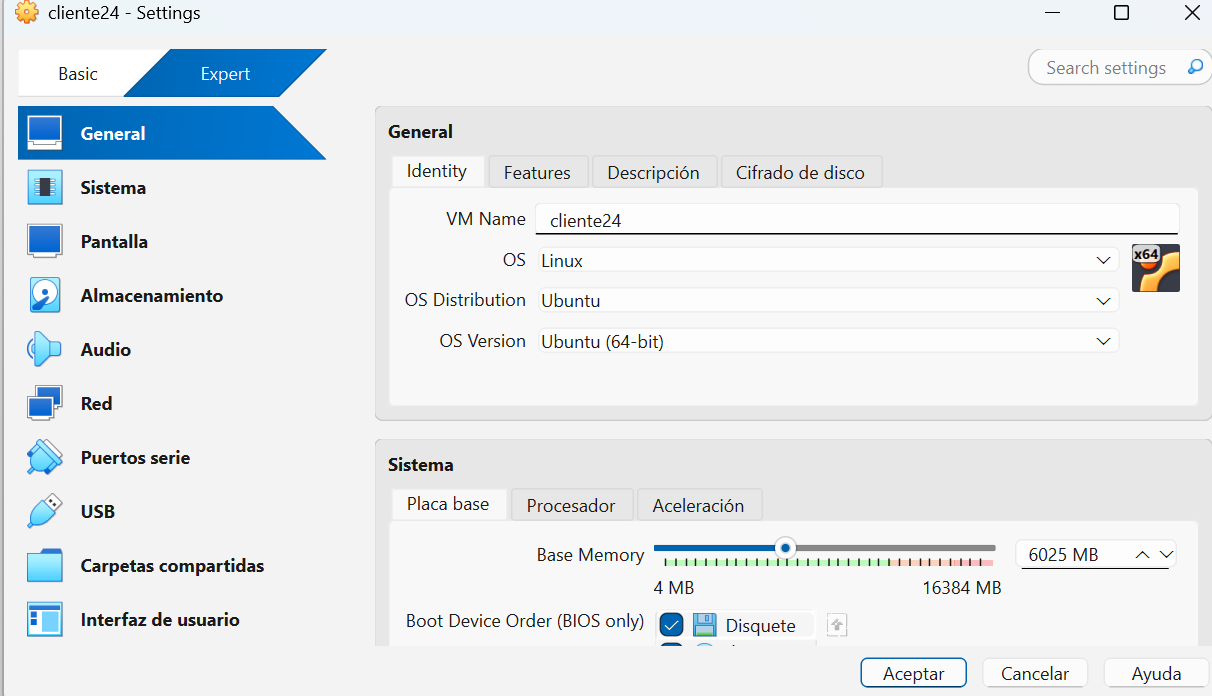 cliente24 - Settings
Basic
Expert
Search settings
General
Sistema
Pantalla
Almacenamiento
Audio
Red
Puertos serie
USB
Carpetas compartidas
Interfaz de usuario
General
Identity Features Descripción Cifrado de disco
VM Name cliente24
OS Linux
x64
OS Distribution Ubuntu
OS Version Ubuntu (64-bit)
Sistema
Placa base Procesador Aceleración
Base Memory 6025 MB
4 MB 16384 MB
Boot Device Order (BIOS only) Disquete
Aceptar Cancelar Ayuda